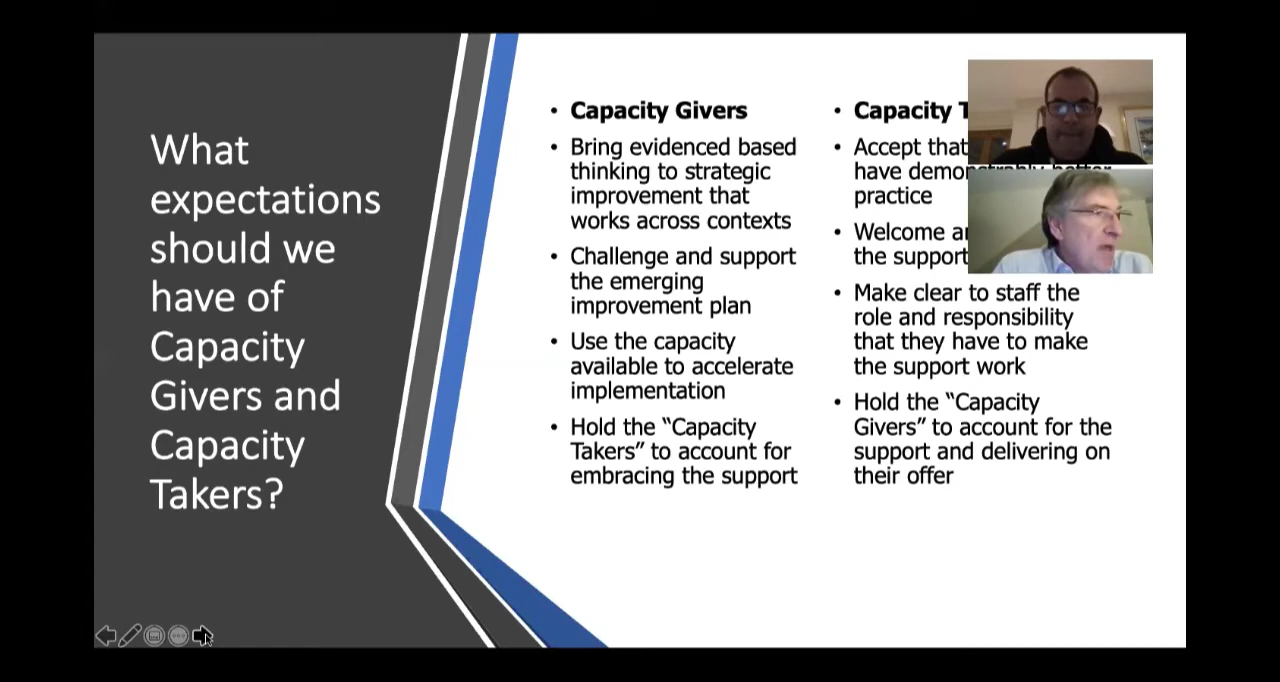 What
expectations
should we
have of
Capacity
Givers and
Capacity
Takers?
• Capacity Givers
• Bring evidenced based
thinking to strategic
improvement that
works across contexts
• Challenge and support
the emerging
improvement plan
• Use the capacity
available to accelerate
implementation
• Hold the “Capacity
Takers” to account for
embracing the support
• Capacity T
• Accept that
have demonstrably better
practice
• Welcome
the support
• Make clear to staff the
role and responsibility
that they have to make
the support work
• Hold the “Capacity
Givers” to account for the
support and delivering on
their offer